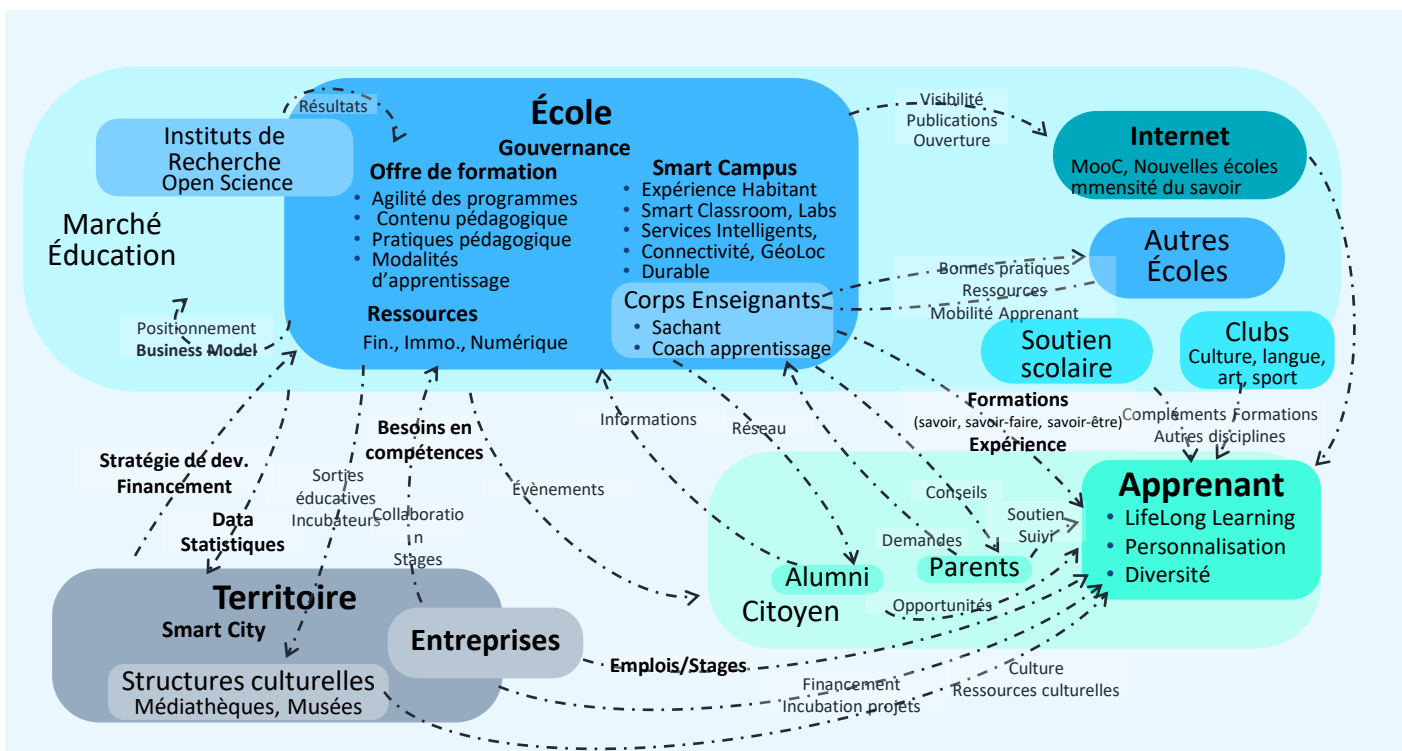 Résultats
École
Gouvernance
Instituts de
Recherche
Open Science
Offre de formation
• Agilité des programmes
• Contenu pédagogique
• Pratiques pédagogique
• Modalités
d’apprentissage
Smart Campus
• Expérience Habitant
• Smart Classroom, Labs
• Services Intelligents,
• Connectivité, GéoLoc
• Durable
Visibilité
Publications
Ouverture
Internet
MooC, Nouvelles écoles
mmensité du savoir
Marché
Éducation
Autres
Écoles
Bonnes pratiques
Ressources
Mobilité Apprenant
Corps Enseignants
• Sachant
• Coach apprentissage
Ressources
Fin., Immo., Numérique
Positionnement
Business Model
Soutien
scolaire
Clubs
Culture, langue,
art, sport
Formations
(savoir, savoir-faire, savoir-être)
Expérience
Compléments Formations
Autres disciplines
Informations
Réseau
Besoins en
compétences
Stratégie de dev.
Financement
Sorties
éducatives
Incubateurs
Évènements
Data
Statistiques
Collaboratio
n
Stages
Conseils
Demandes
Soutien
Suivi
Apprenant
• LifeLong Learning
• Personnalisation
• Diversité
Alumni
Parents
Citoyen
Opportunités
Territoire
Smart City
Entreprises
Emplois/Stages
Structures culturelles
Médiathèques, Musées
Financement
Incubation projets
Culture
Ressources culturelles